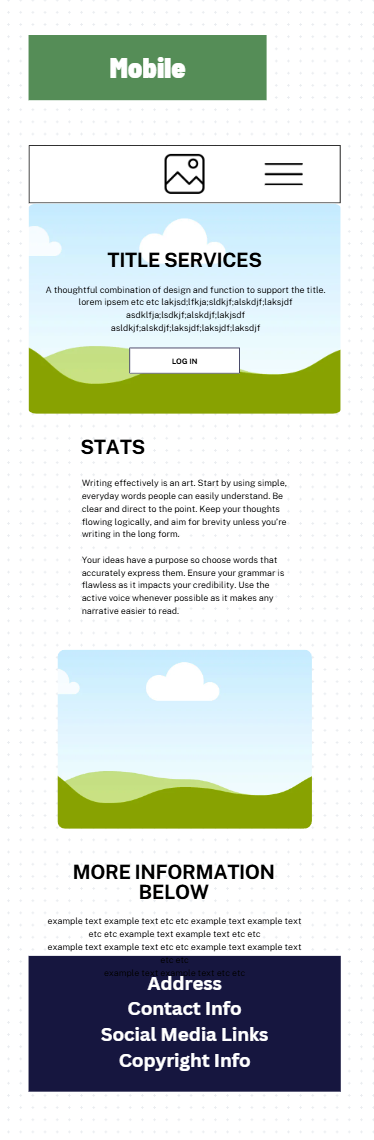 Mobile
TITLE SERVICES
A thoughtful combination of design and function to support the title.
lorem ipsem etc etc lakjsd;lfkja;sldkjf;alskdjf;laksjdf
asdklfja;lsdkjf;alskdjf;lakjsdf
asldkjf;alskdjf;laksjdf;laksjdf;laksdjf
LOG IN
STATS
Writing effectively is an art. Start by using simple,
everyday words people can easily understand. Be
clear and direct to the point. Keep your thoughts
flowing logically, and aim for brevity unless you're
writing in the long form.
Your ideas have a purpose so choose words that
accurately express them. Ensure your grammar is
flawless as it impacts your credibility. Use the
active voice whenever possible as it makes any
narrative easier to read.
MORE INFORMATION
BELOW
example text example text etc etc example text example text
etc etc example text example text etc etc
example text example text etc etc example text example text
etc etc
example text example text etc etc
Address
Contact Info
Social Media Links
Copyright Info